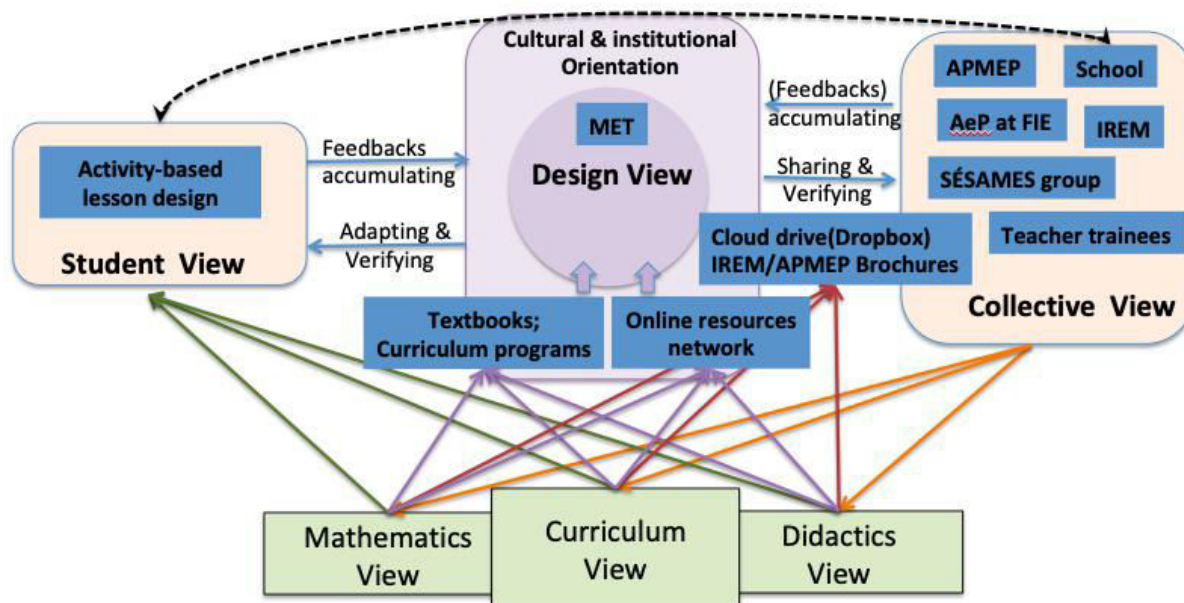 Cultural & institutional
Orientation
MET
Design View
Activity-based
lesson design
Student View
Feedbacks
accumulating
Adapting &
Verifying
(Feedbacks)
accumulating
Sharing &
Verifying
APMEP
School
AeP at FIE
IREM
SÉSAMES group
Teacher trainees
Collective View
Cloud drive(Dropbox)
IREM/APMEP Brochures
Textbooks;
Curriculum programs
Online resources
network
Mathematics
View
Curriculum
View
Didactics
View